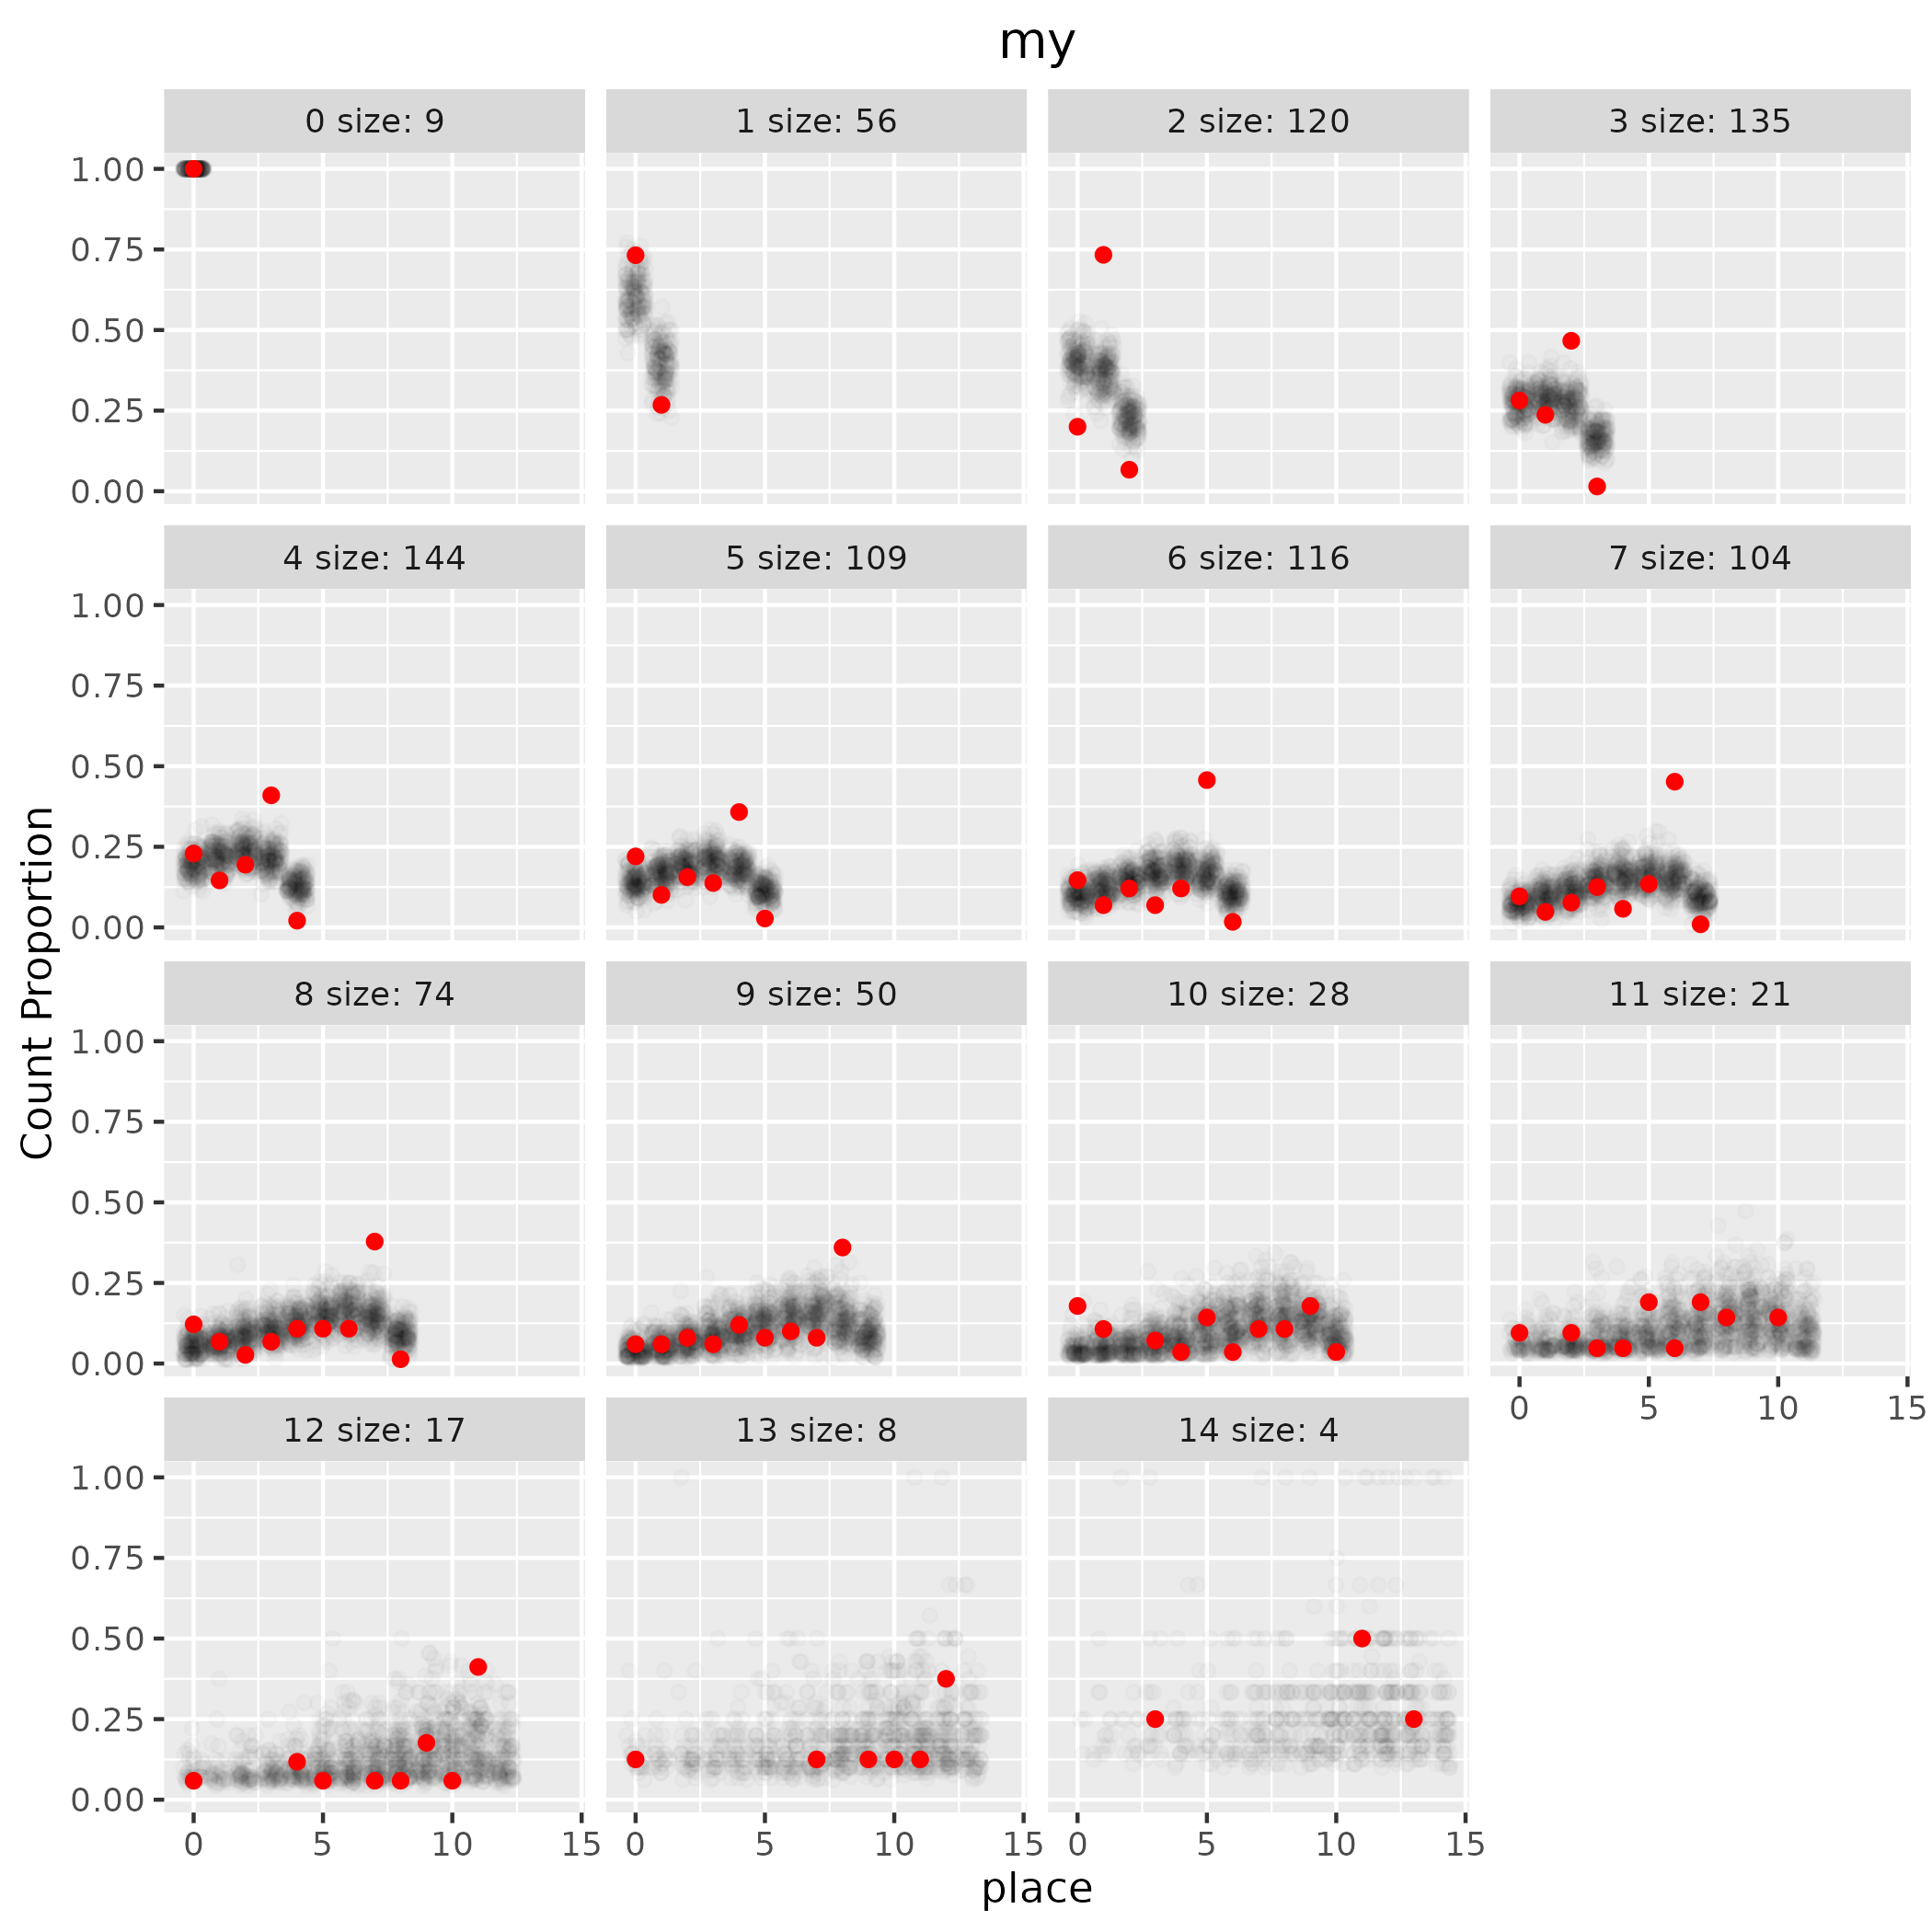 my
0 size: 9
1 size: 56
2 size: 120
3 size: 135
1.00
0.75
0.50
0.25
0.00
4 size: 144
5 size: 109
6 size: 116
7 size: 104
1.00
0.75
0.50
0.25
0.00
Count Proportion
8 size: 74
9 size: 50
10 size: 28
11 size: 21
1.00
0.75
0.50
0.25
0.00
0 5 10 15
12 size: 17
13 size: 8
14 size: 4
1.00
0.75
0.50
0.25
0.00
0 5 10 15
0 5 10 15
0 5 10 15
place